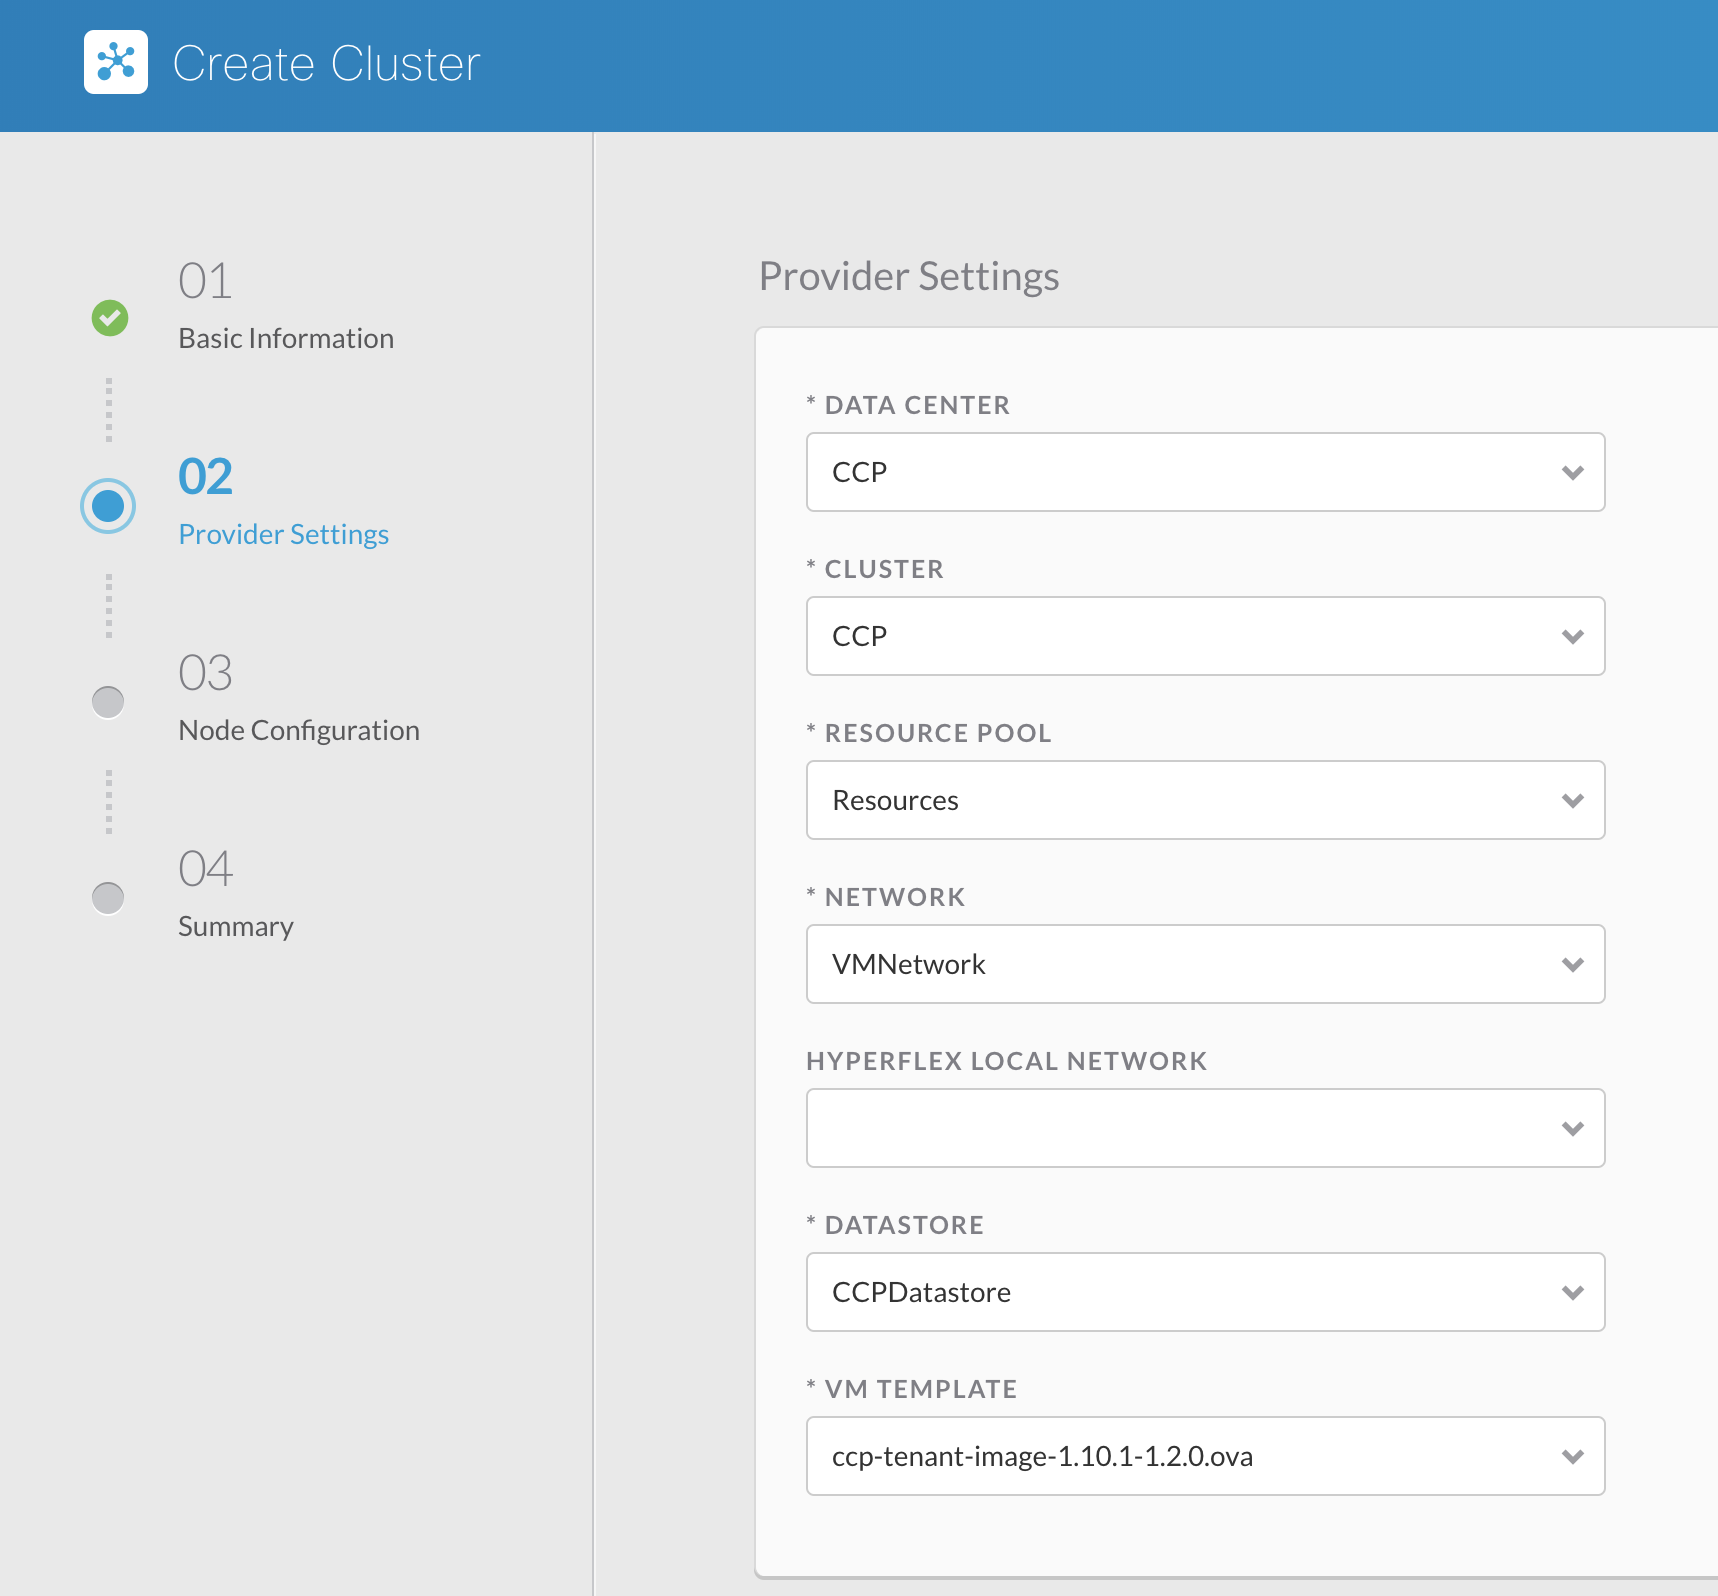 Create Cluster
01
Basic Information
02
Provider Settings
03
Node Configuration
04
Summary
Provider Settings
* DATA CENTER
CCP
* CLUSTER
CCP
* RESOURCE POOL
Resources
* NETWORK
VMNetwork
HYPERFLEX LOCAL NETWORK
* DATASTORE
CCPDatastore
* VM TEMPLATE
ccp-tenant-image-1.10.1-1.2.0.ova